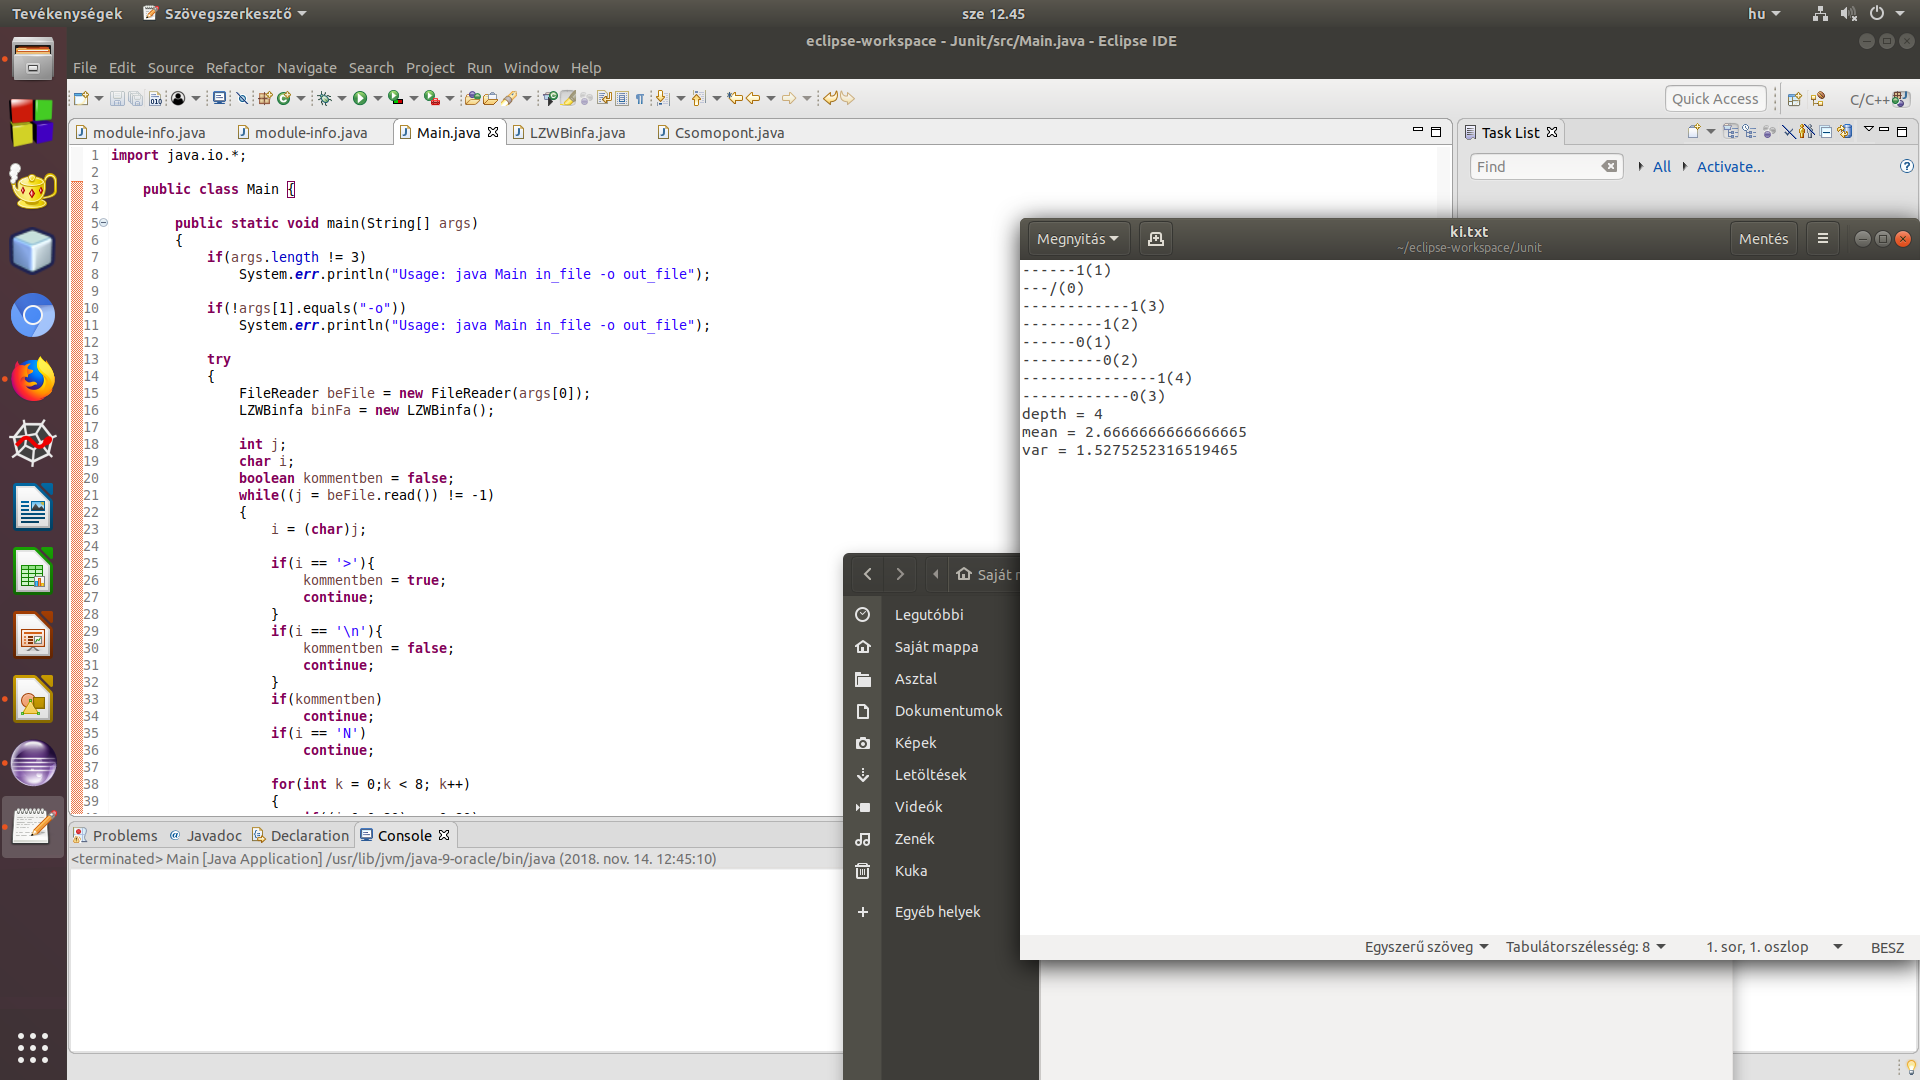 Tevékenységek Szövegszerkesztő sze 12.45 hu
eclipse-workspace - Junit/src/Main.java - Eclipse IDE
File Edit Source Refactor Navigate Search Project Run Window Help
Quick Access C/C++
module-info.java module-info.java Main.java LZWBinfa.java Csomopont.java
1 import java.io.*;
2
3 public class Main {
4
5 public static void main(String[] args)
6 {
7 if(args.length != 3)
8 System.err.println("Usage: java Main in_file -o out_file");
9
10 if(!args[1].equals("-o"))
11 System.err.println("Usage: java Main in_file -o out_file");
12
13 try
14 {
15 FileReader beFile = new FileReader(args[0]);
16 LZWBinfa binFa = new LZWBinfa();
17
18 int j;
19 char i;
20 boolean kommentben = false;
21 while((j = beFile.read()) != -1)
22 {
23 i = (char)j;
24
25 if(i == '>'){
26 kommentben = true;
27 continue;
28 }
29 if(i == '\n'){
30 kommentben = false;
31 continue;
32 }
33 if(kommentben)
34 continue;
35 if(i == 'N')
36 continue;
37
38 for(int k = 0;k < 8; k++)
39 {
Task List
Find All Activate...
Megnyitás ki.txt Mentés
~/eclipse-workspace/Junit
------1(1)
---/(0)
------------1(3)
---------1(2)
------0(1)
---------0(2)
---------------1(4)
------------0(3)
depth = 4
mean = 2.6666666666666665
var = 1.5275252316519465
Egyszerű szöveg Tabulátorszélesség: 8 1. sor, 1. oszlop BESZ
Saját
Legutóbbi
Saját mappa
Asztal
Dokumentumok
Képek
Letöltések
Videók
Zenék
Kuka
Egyéb helyek
Problems Javadoc Declaration Console
<terminated> Main [Java Application] /usr/lib/jvm/java-9-oracle/bin/java (2018. nov. 14. 12:45:10)